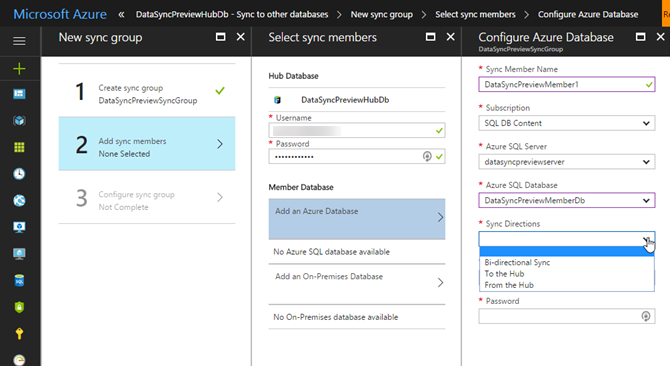 Microsoft Azure « DataSyncPreviewHubDb - Sync to other databases > New sync group > Select sync members > Configure Azure Database
New sync group
1
Create sync group
DataSyncPreviewSyncGroup
2
Add sync members
None Selected
3
Configure sync group
Not Complete
Select sync members
Hub Database
DataSyncPreviewHubDb
* Username
* Password
••••••••••••
Member Database
Add an Azure Database
No Azure SQL database available
Add an On-Premises Database
No On-Premises database available
Configure Azure Database
DataSyncPreviewSyncGroup
* Sync Member Name
DataSyncPreviewMember1
* Subscription
SQL DB Content
* Azure SQL Server
datasyncpreviewserver
* Azure SQL Database
DataSyncPreviewMemberDb
* Sync Directions
Bi-directional Sync
To the Hub
From the Hub
* Password